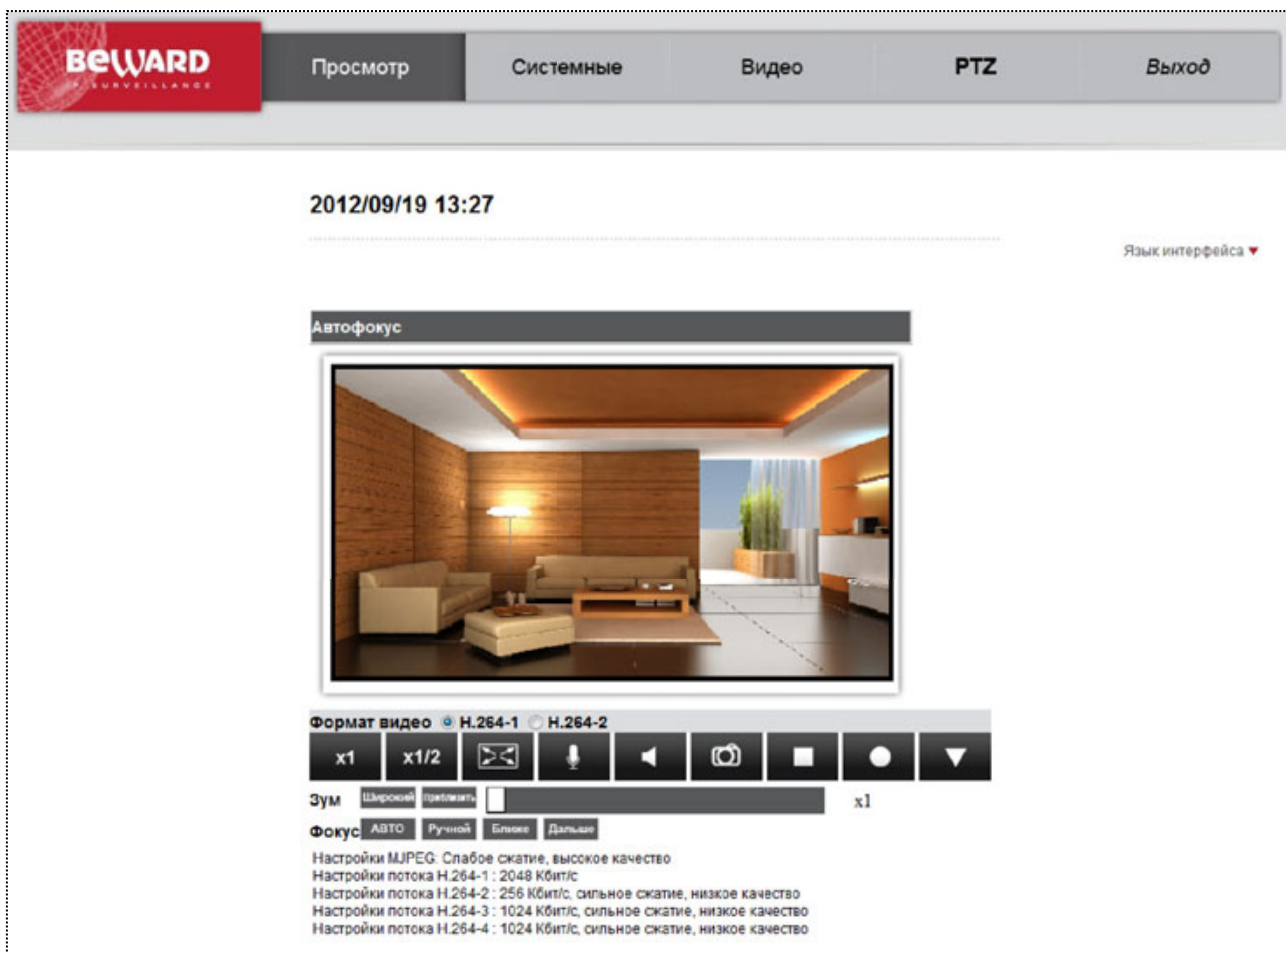 BEWARD
IP SURVEILLANCE
Просмотр Системные Видео PTZ Выход
2012/09/19 13:27
Язык интерфейса
Автофокус
Формат видео H.264-1 H.264-2
x1 x1/2
Зум Широкий Приблизить x1
Фокус АВТО Ручной Ближе Дальше
Настройки MJPEG: Слабое сжатие, высокое качество
Настройки потока H.264-1 : 2048 Кбит/с
Настройки потока H.264-2 : 256 Кбит/с, сильное сжатие, низкое качество
Настройки потока H.264-3 : 1024 Кбит/с, сильное сжатие, низкое качество
Настройки потока H.264-4 : 1024 Кбит/с, сильное сжатие, низкое качество